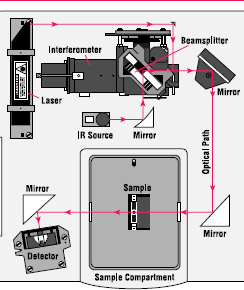 Beamsplitter
Interferometer
Laser
Mirror
IR Source
Mirror
Optical Path
Mirror
Sample
Mirror
Detector
Sample Compartment